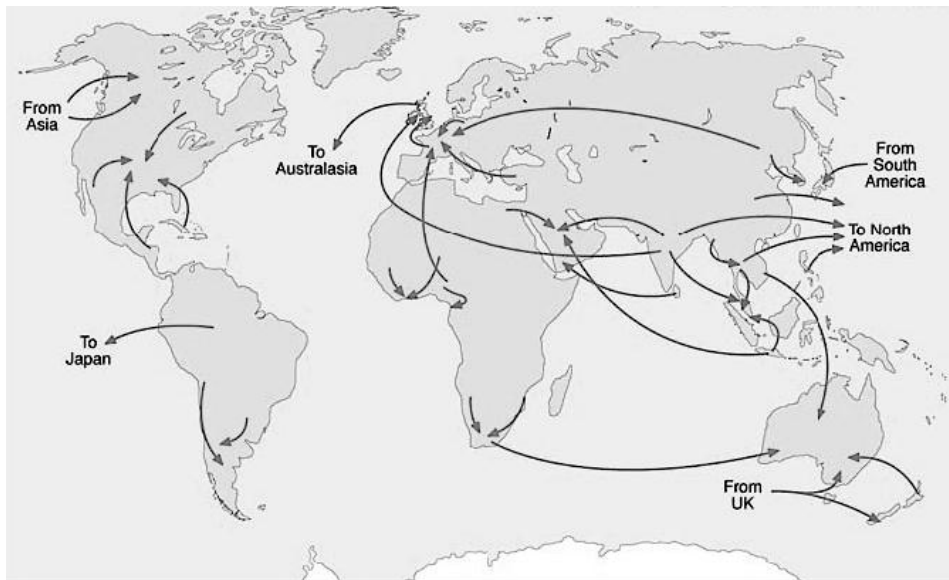 From
Asia
To
Australasia
From
South
America
To North
America
To
Japan
From
UK